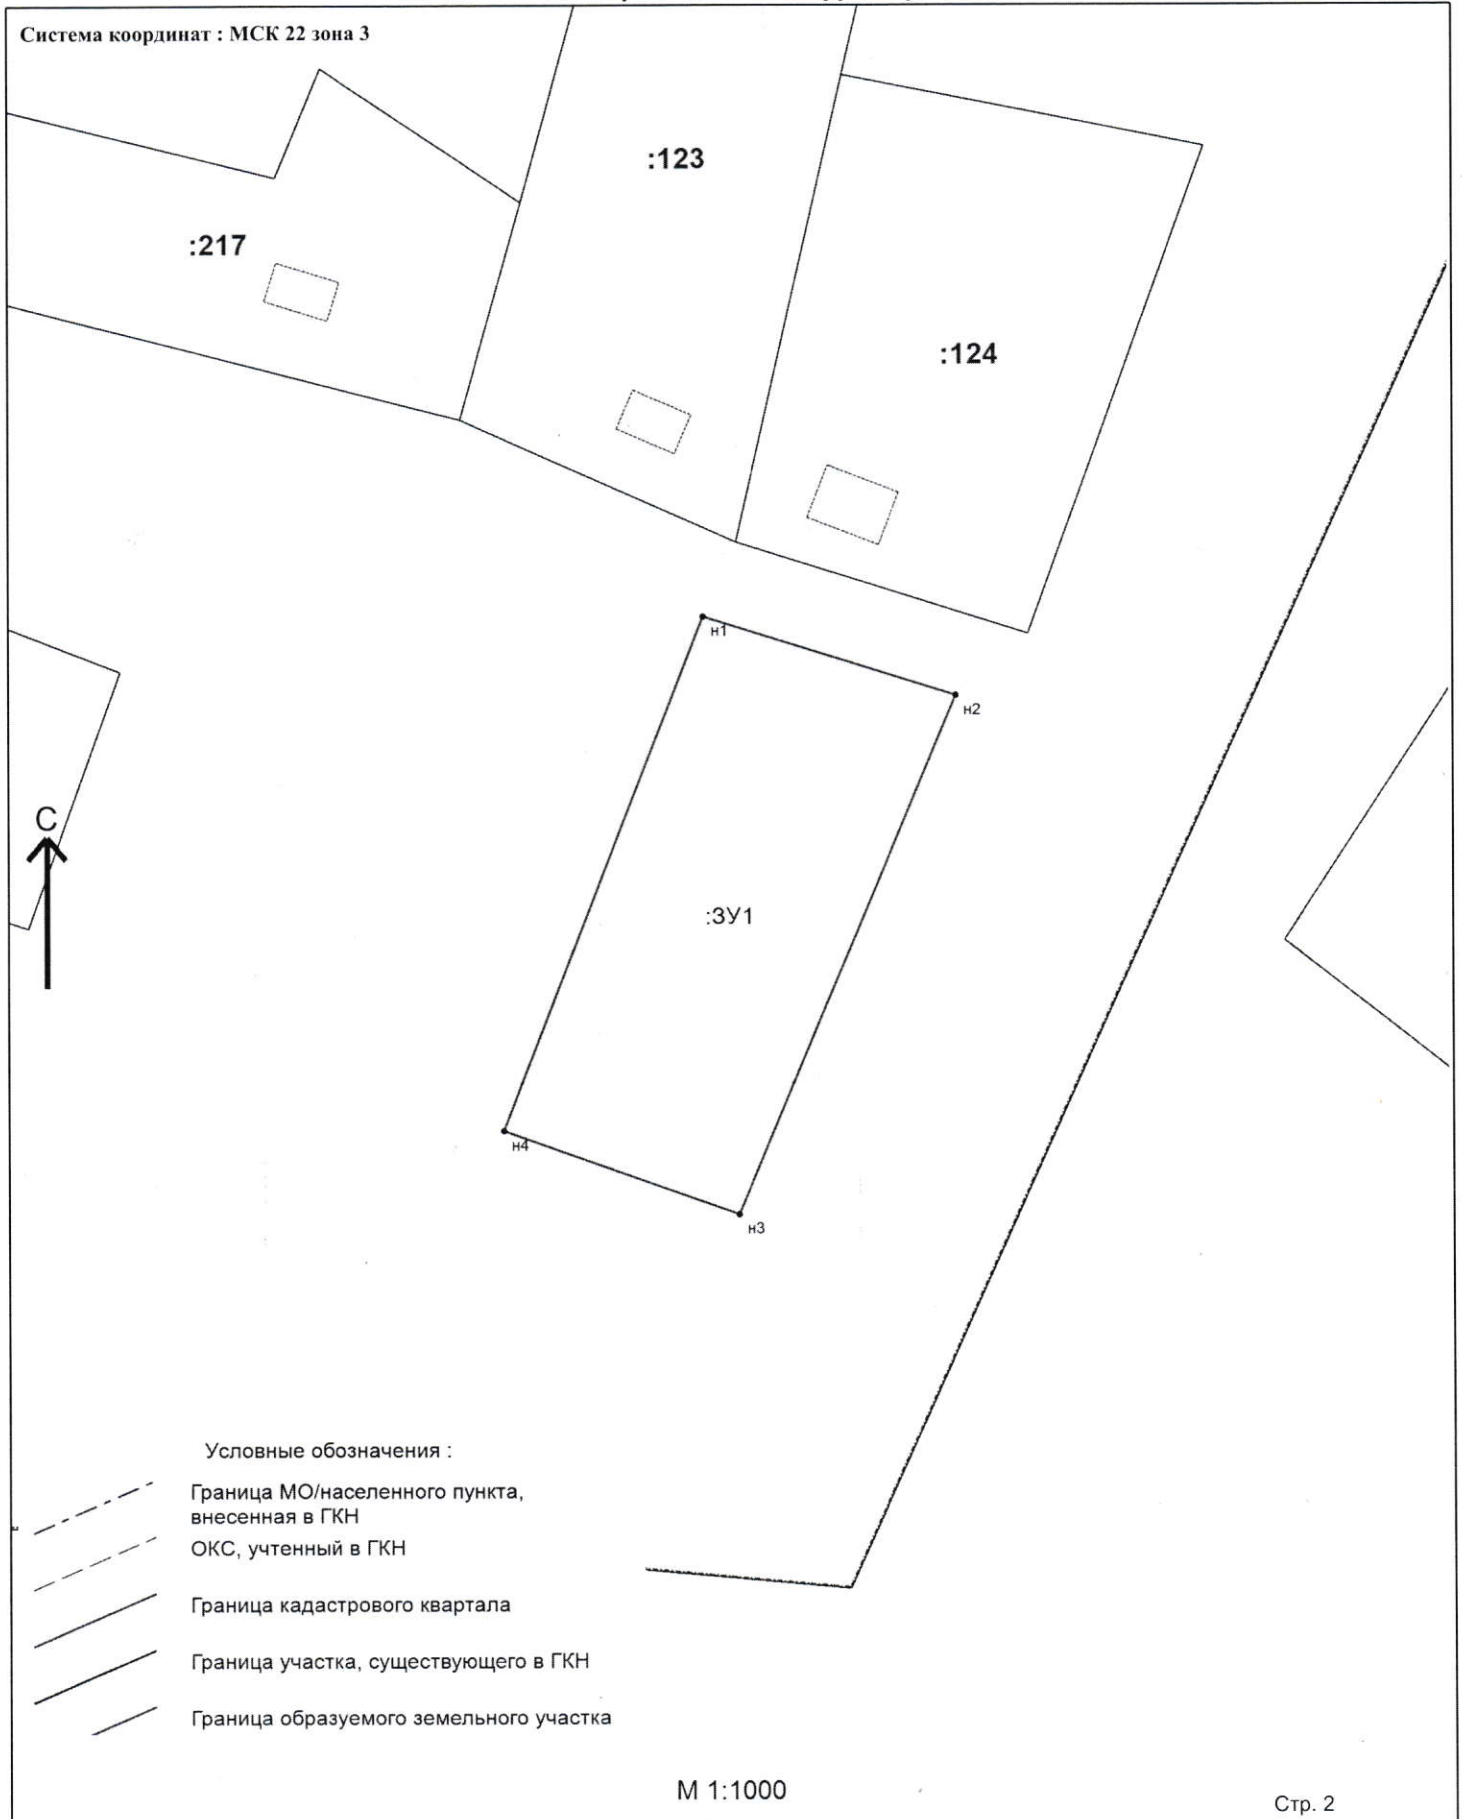 Система координат : МСК 22 зона 3
:123
:217
:124
н1
н2
С
:ЗУ1
н4
н3
Условные обозначения :
Граница МО/населенного пункта,
внесенная в ГКН
ОКС, учтенный в ГКН
Граница кадастрового квартала
Граница участка, существующего в ГКН
Граница образуемого земельного участка
М 1:1000
Стр. 2